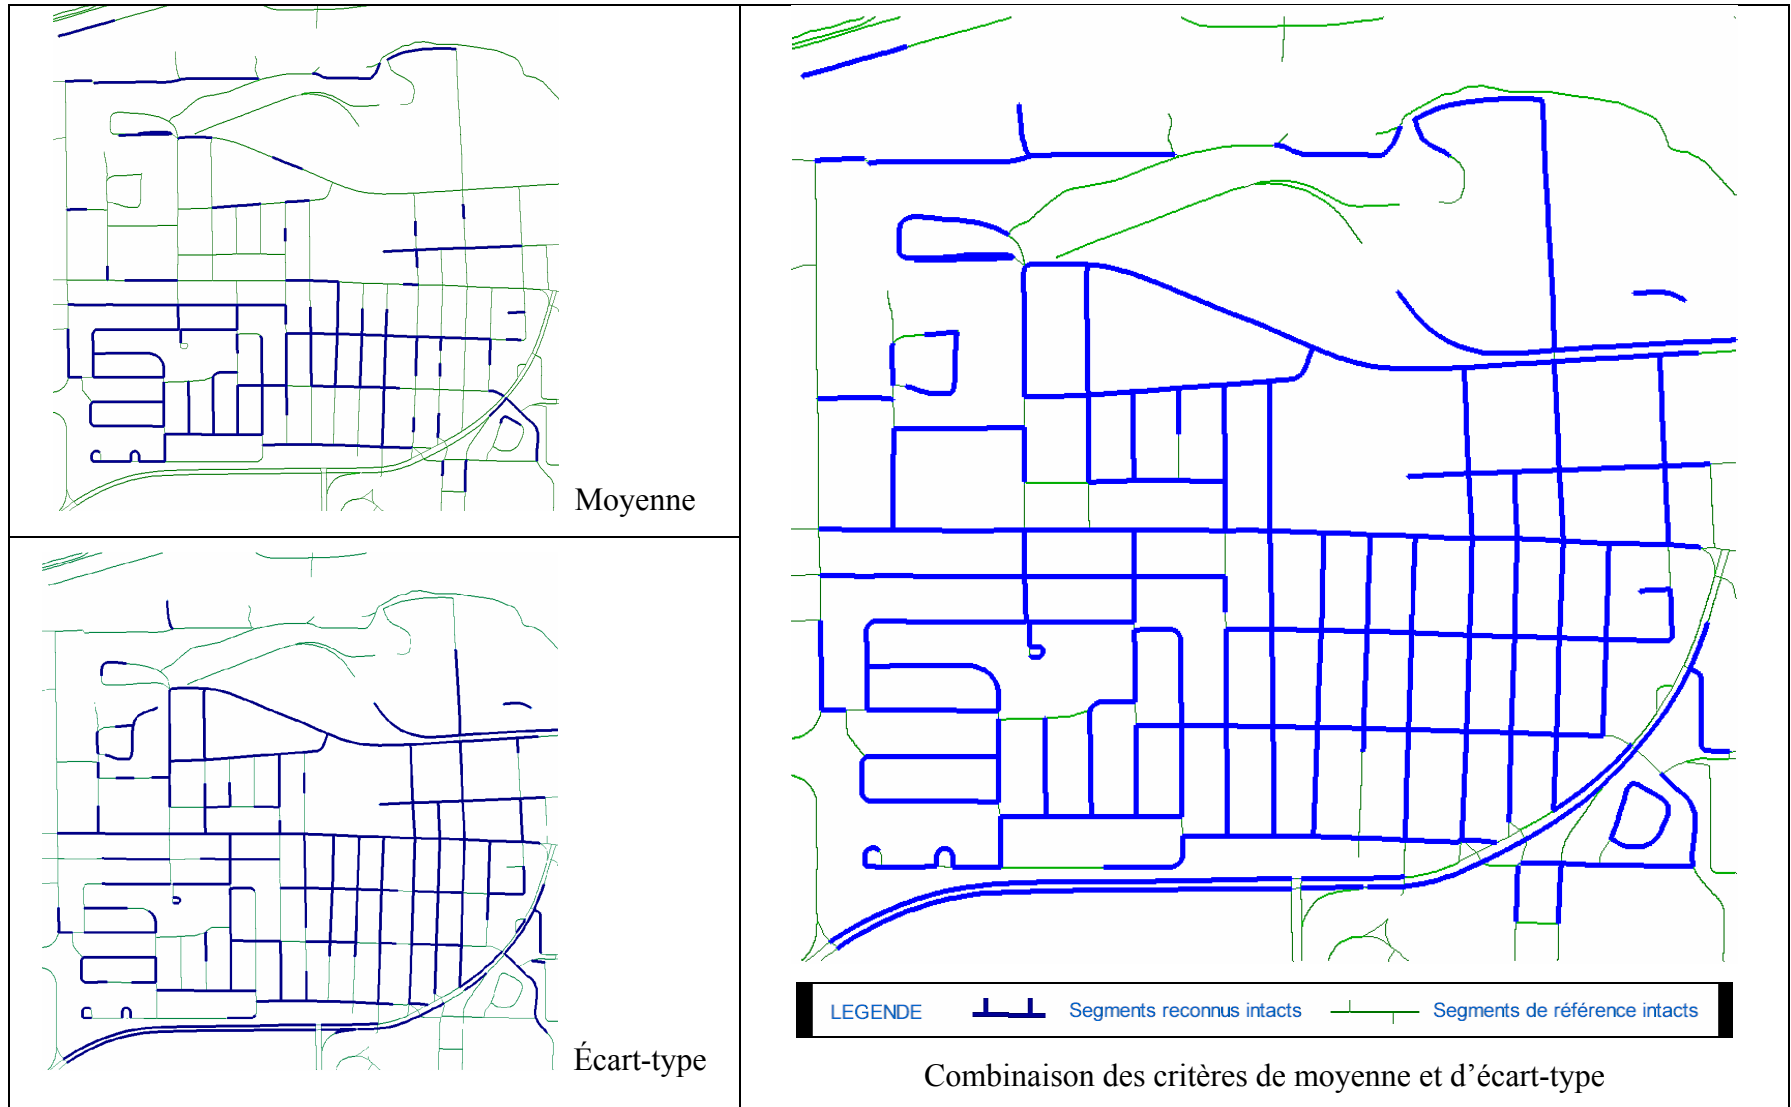 Moyenne
Écart-type
LEGENDE Segments reconnus intacts Segments de référence intacts
Combinaison des critères de moyenne et d’écart-type